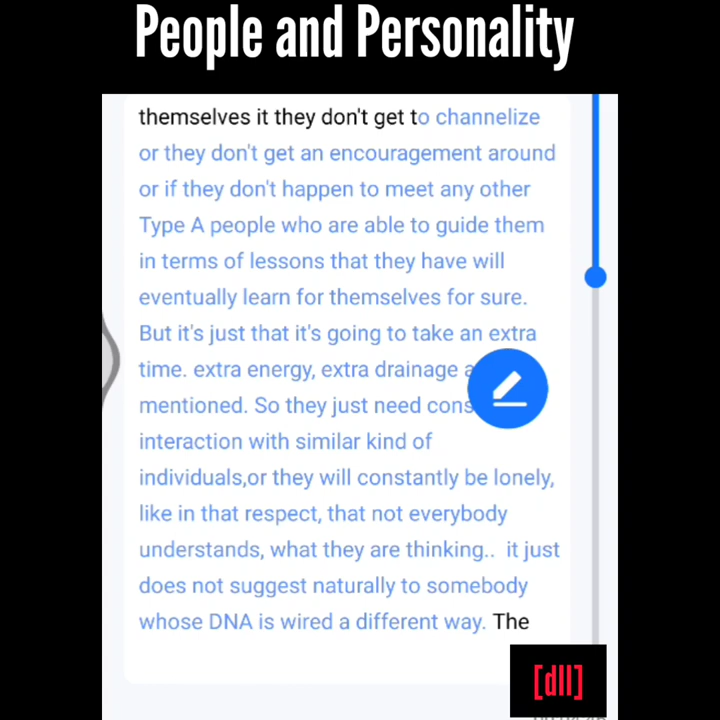 People and Personality
themselves it they don't get to channelize
or they don't get an encouragement around
or if they don't happen to meet any other
Type A people who are able to guide them
in terms of lessons that they have will
eventually learn for themselves for sure.
But it's just that it's going to take an extra
time. extra energy, extra drainage
mentioned. So they just need
interaction with similar kind of
individuals,or they will constantly be lonely,
like in that respect, that not everybody
understands, what they are thinking.. it just
does not suggest naturally to somebody
whose DNA is wired a different way. The
[dll]